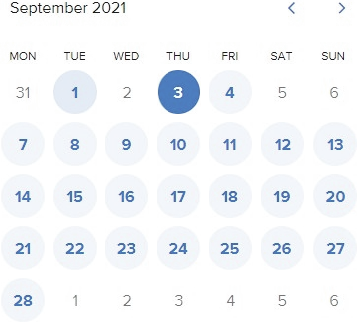 September 2021
MON TUE WED THU FRI SAT SUN
31 1 2 3 4 5 6
7 8 9 10 11 12 13
14 15 16 17 18 19 20
21 22 23 24 25 26 27
28 1 2 3 4 5 6